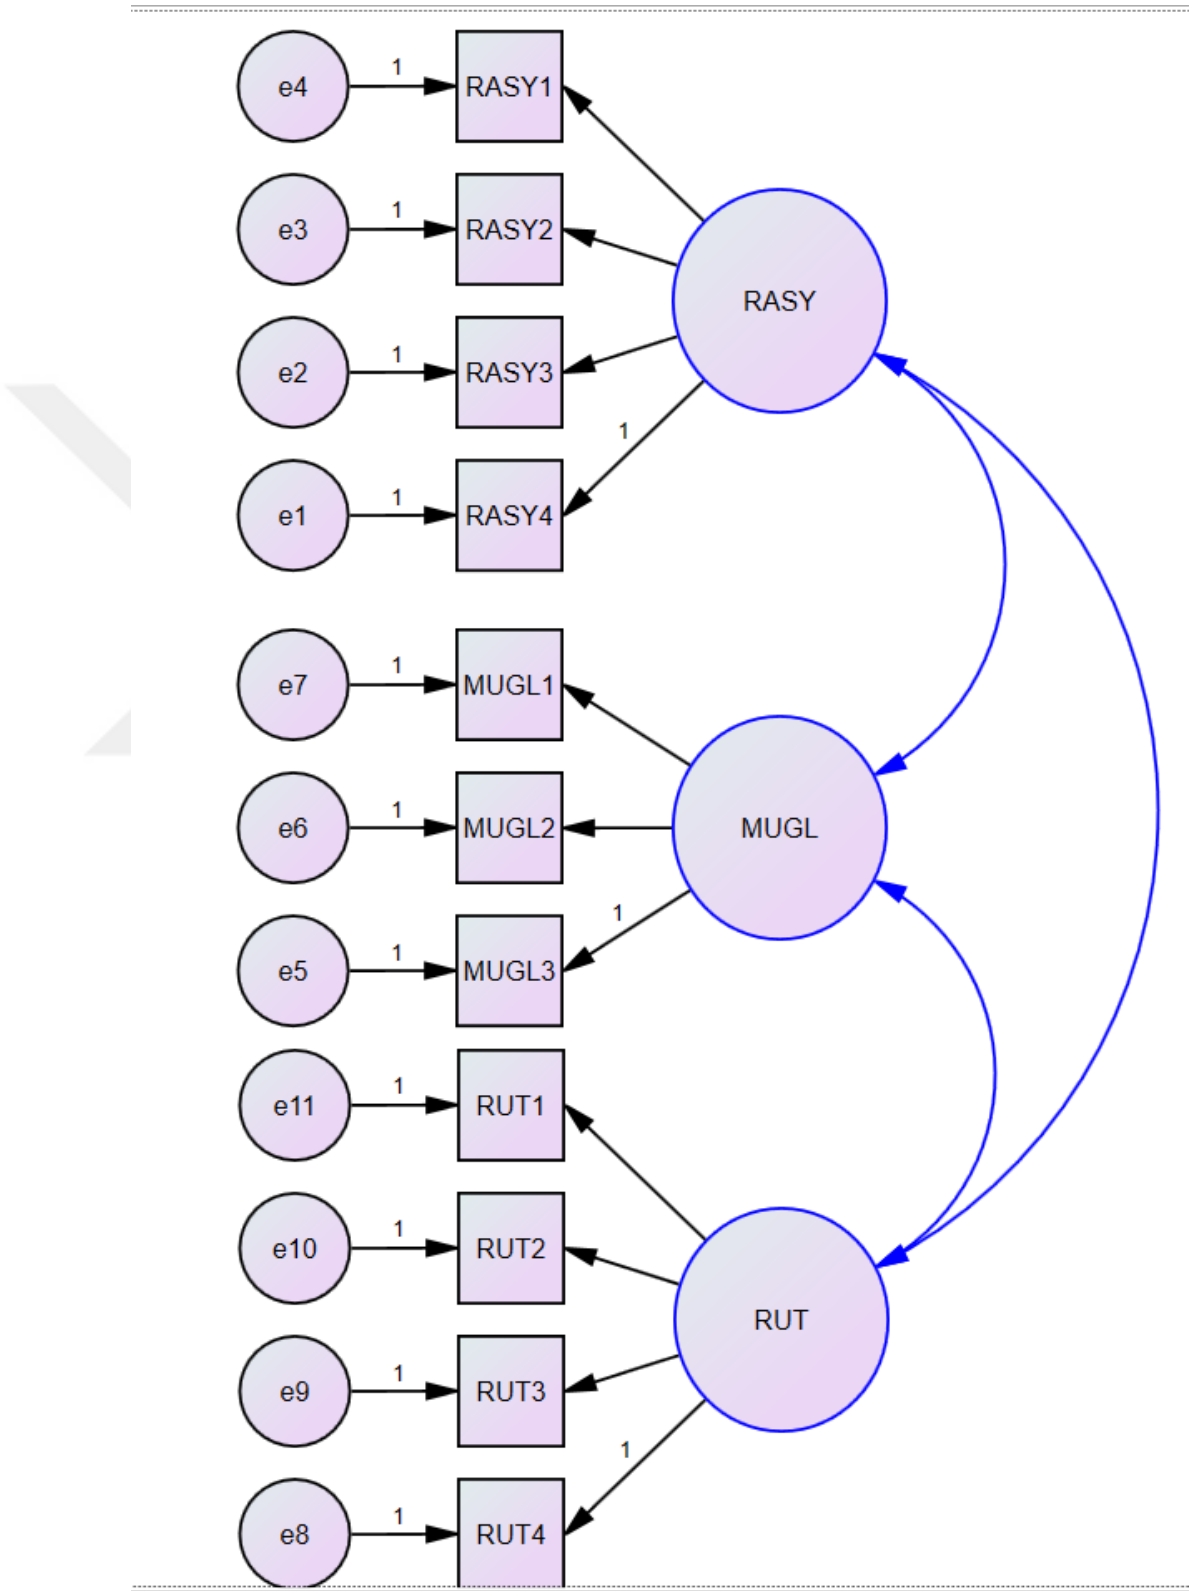 e4 1 RASY1
e3 1 RASY2
RASY
e2 1 RASY3
1
e1 1 RASY4
e7 1 MUGL1
e6 1 MUGL2 MUGL
1
e5 1 MUGL3
e11 1 RUT1
e10 1 RUT2
RUT
e9 1 RUT3
1
e8 1 RUT4